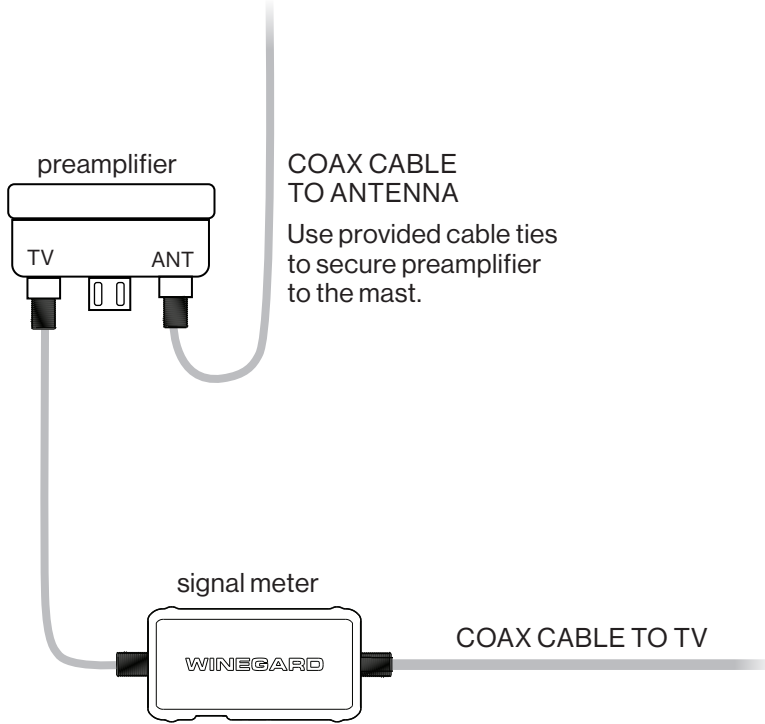 preamplifier
COAX CABLE
TO ANTENNA
Use provided cable ties
to secure preamplifier
to the mast.
TV
ANT
signal meter
WINEGARD
COAX CABLE TO TV